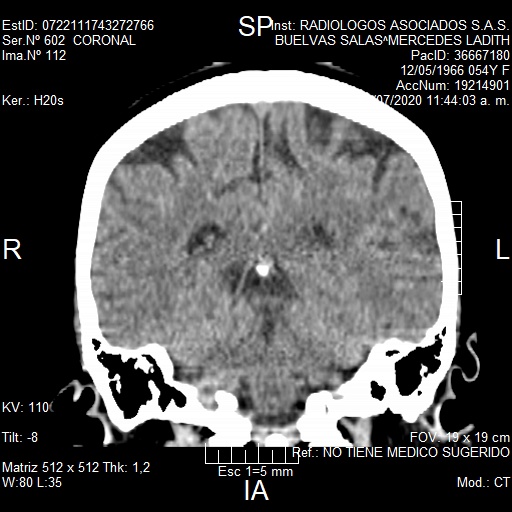 EstID: 0722111743272766
Ser.Nº 602 CORONAL
Ima.Nº 112
Ker.: H20s
SP
Inst: RADIOLOGOS ASOCIADOS S.A.S.
BUELVAS SALAS^MERCEDES LADITH
PacID: 36667180
12/05/1966 054Y F
AccNum: 19214901
/07/2020 11:44:03 a. m.
R
L
KV: 110
Tilt: -8
Matriz 512 x 512 Thk: 1,2
W:80 L:35
Esc 1=5 mm
IA
FOV: 19 x 19 cm
Ref.: NO TIENE MEDICO SUGERIDO
Mod.: CT